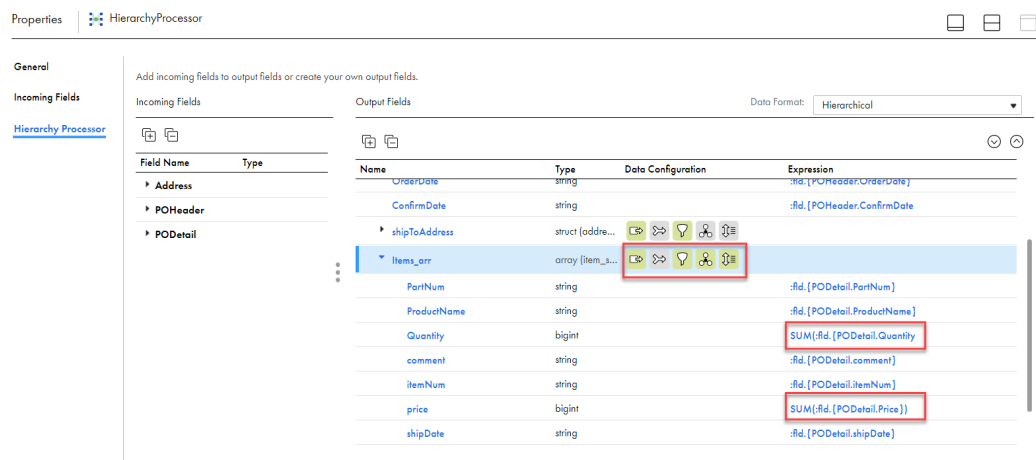 Properties
HierarchyProcessor
General
Incoming Fields
Hierarchy Processor
Add incoming fields to output fields or create your own output fields.
Incoming Fields
Field Name Type
Address
POHeader
PODetail
Output Fields
Data Format: Hierarchical
Name Type Data Configuration Expression
OrderDate string :fld.{POHeader.OrderDate}
ConfirmDate string :fld.{POHeader.ConfirmDate
shipToAddress struct (addre...
Items_arr array (item_s...
PartNum string :fld.{PODetail.PartNum}
ProductName string :fld.{PODetail.ProductName}
Quantity bigint SUM(:fld.{PODetail.Quantity
comment string :fld.{PODetail.comment}
itemNum string :fld.{PODetail.itemNum}
price bigint SUM(:fld.{PODetail.Price})
shipDate string :fld.{PODetail.shipDate}